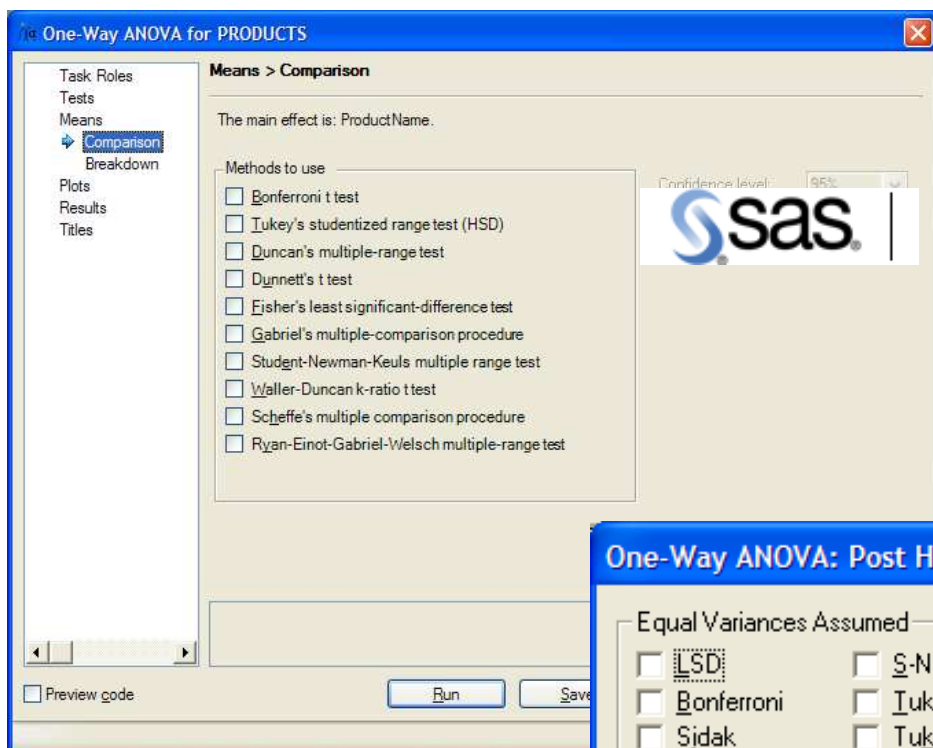 One-Way ANOVA for PRODUCTS
Task Roles
Tests
Means
Comparison
Breakdown
Plots
Results
Titles
Means > Comparison
The main effect is: ProductName.
Methods to use
Bonferroni t test
Tukey's studentized range test (HSD)
Duncan's multiple-range test
Dunnett's t test
Fisher's least significant-difference test
Gabriel's multiple-comparison procedure
Student-Newman-Keuls multiple range test
Waller-Duncan k-ratio t test
Scheffe's multiple comparison procedure
Ryan-Einot-Gabriel-Welsch multiple-range test
Confidence level: 95%
sas®
Preview code
Run
Save
One-Way ANOVA: Post H
Equal Variances Assumed
LSD
S-N
Bonferroni
Tuk
Sidak
Tuk